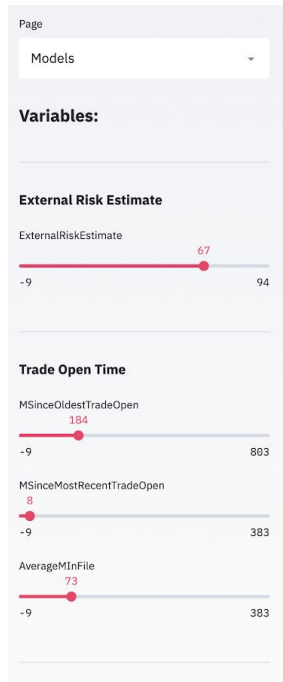 Page
Models
Variables:
External Risk Estimate
ExternalRiskEstimate
67
-9 94
Trade Open Time
MSinceOldestTradeOpen
184
-9 803
MSinceMostRecentTradeOpen
8
-9 383
AverageMInFile
73
-9 383